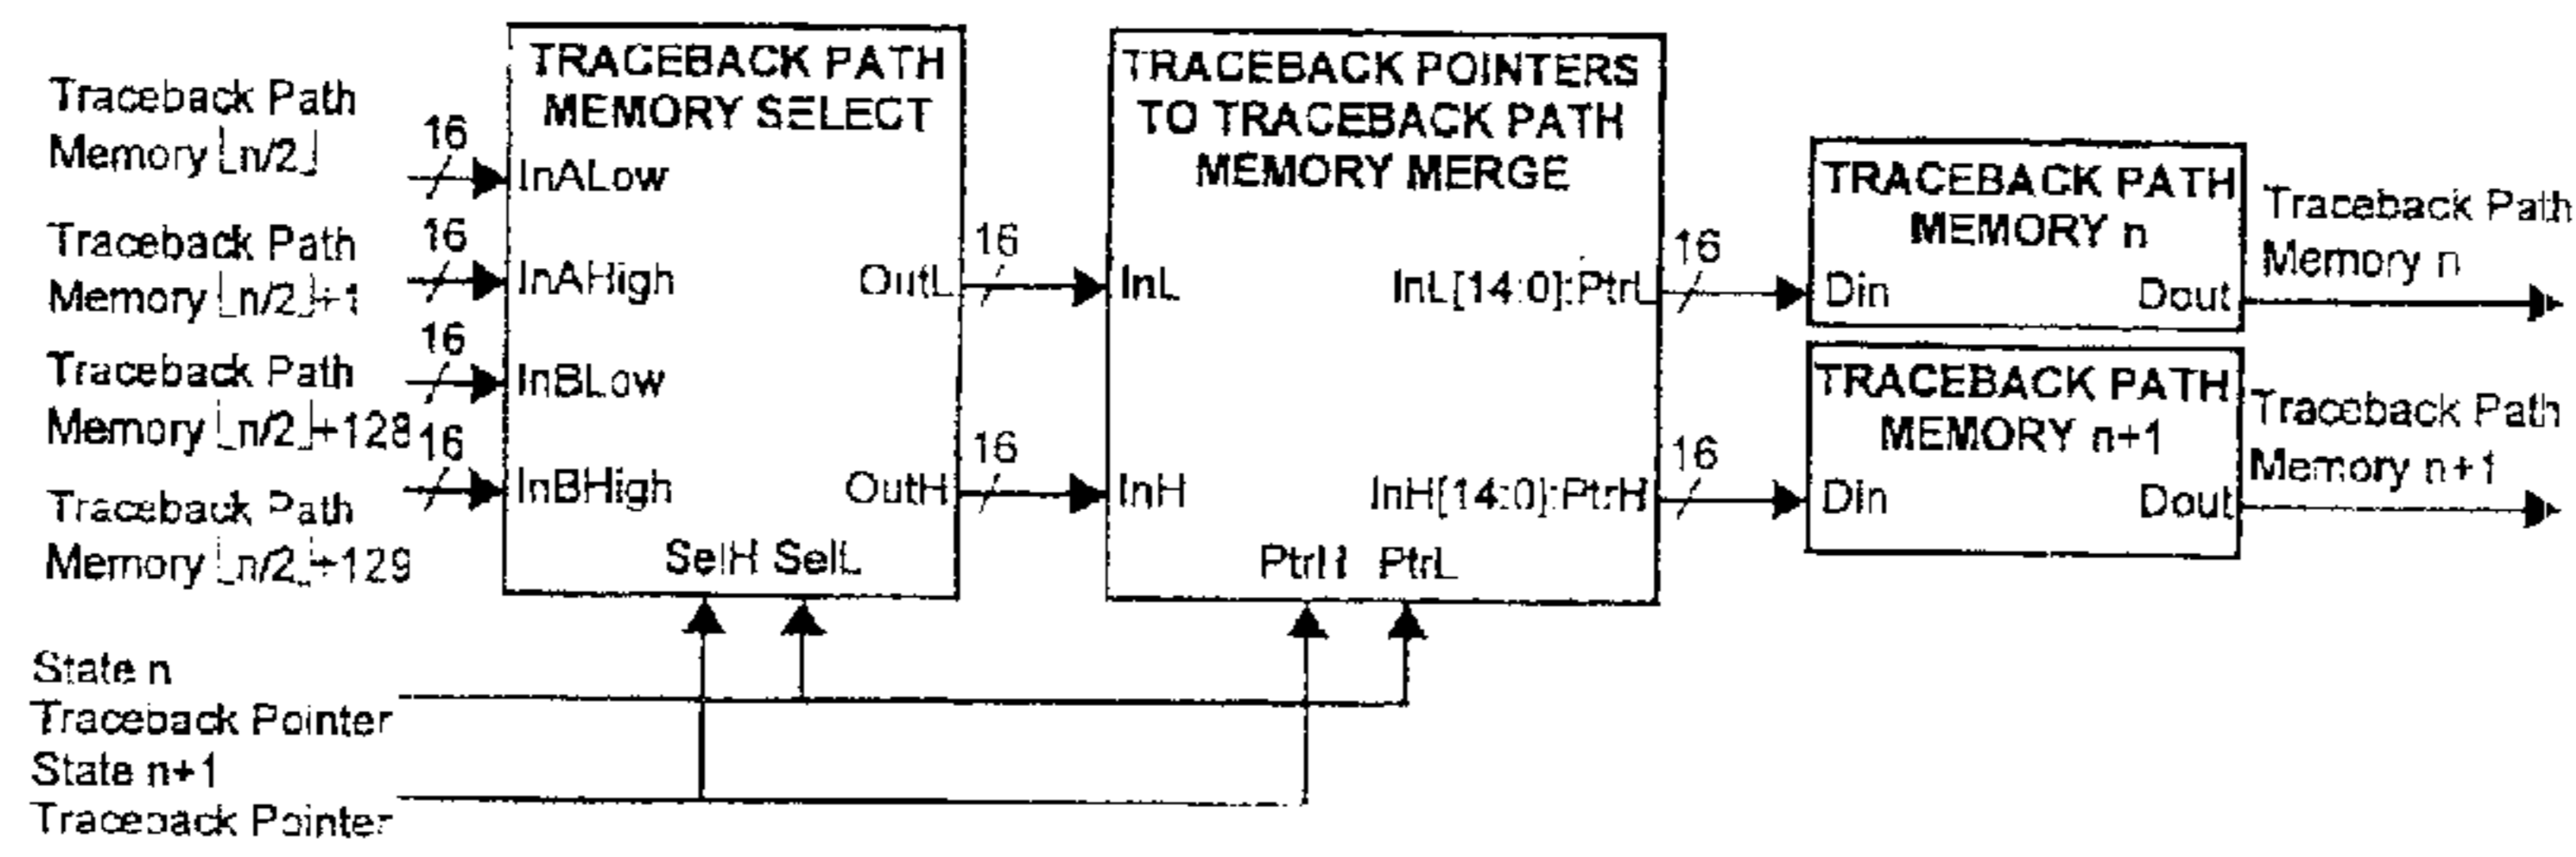 Traceback Path
Memory ⌊n/2⌋
16
Traceback Path
Memory ⌊n/2⌋+1
16
Traceback Path
Memory ⌊n/2⌋+128
16
Traceback Path
Memory ⌊n/2⌋+129
16
TRACEBACK PATH
MEMORY SELECT
InALow
InAHigh
InBLow
InBHigh
OutL
OutH
SelH SelL
16
16
TRACEBACK POINTERS
TO TRACEBACK PATH
MEMORY MERGE
InL
InH
InL[14:0]:PtrL
InH[14:0]:PtrH
PtrH PtrL
16
16
TRACEBACK PATH
MEMORY n
Din
Dout
Traceback Path
Memory n
TRACEBACK PATH
MEMORY n+1
Din
Dout
Traceback Path
Memory n+1
State n
Traceback Pointer
State n+1
Traceback Pointer